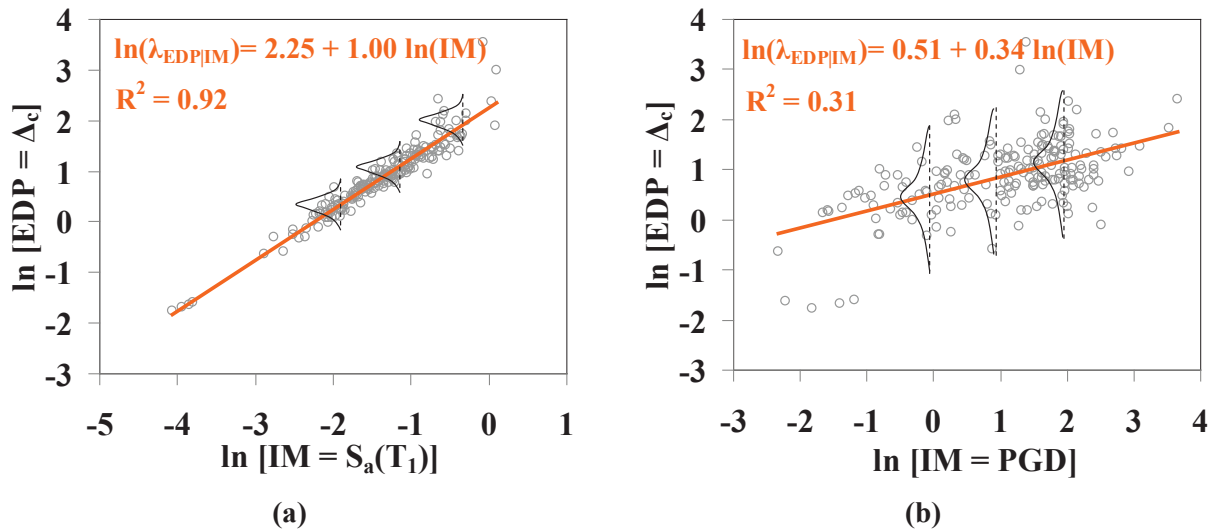 4
3
2
1
0
-1
-2
-3
ln [EDP = Δc]
ln(λEDP|IM)= 2.25 + 1.00 ln(IM)
R² = 0.92
-5 -4 -3 -2 -1 0 1
ln [IM = Sa(T1)]
(a)
4
3
2
1
0
-1
-2
-3
ln [EDP = Δc]
ln(λEDP|IM)= 0.51 + 0.34 ln(IM)
R² = 0.31
-3 -2 -1 0 1 2 3 4
ln [IM = PGD]
(b)